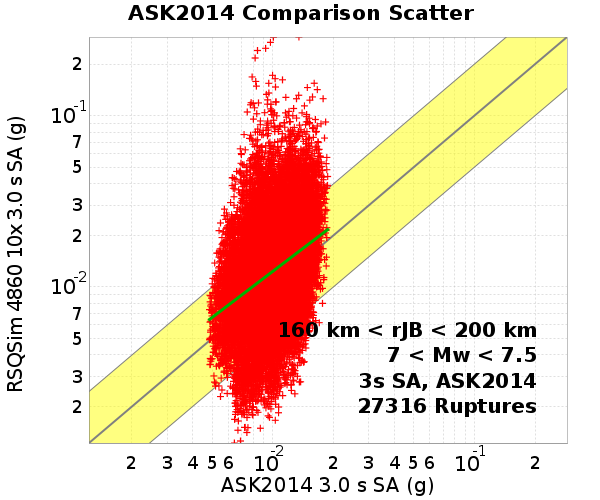 ASK2014 Comparison Scatter
RSQSim 4860 10x 3.0 s SA (g)
2
10-1
7
5
3
2
10-2
7
5
3
2
160 km < rJB < 200 km
7 < Mw < 7.5
3s SA, ASK2014
27316 Ruptures
2 3 4 5 6 10-2 2 3 4 5 6 10-1 2
ASK2014 3.0 s SA (g)